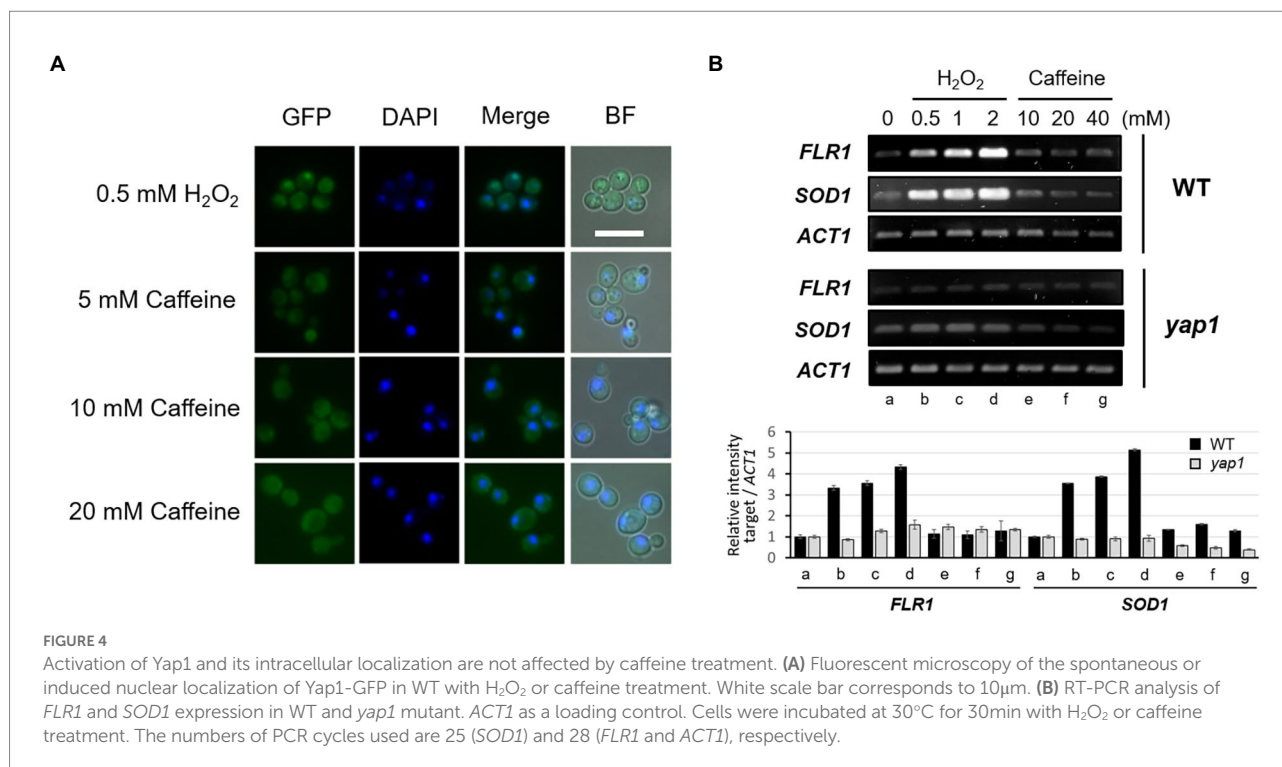 A
GFP DAPI Merge BF
0.5 mM H₂O₂
5 mM Caffeine
10 mM Caffeine
20 mM Caffeine
B
H₂O₂ Caffeine
0 0.5 1 2 10 20 40 (mM)
FLR1
SOD1
ACT1
WT
FLR1
SOD1
ACT1
yap1
a b c d e f g
Relative intensity
target / ACT1
6
5
4
3
2
1
0
WT
yap1
a b c d e f g a b c d e f g
FLR1 SOD1
FIGURE 4
Activation of Yap1 and its intracellular localization are not affected by caffeine treatment. (A) Fluorescent microscopy of the spontaneous or
induced nuclear localization of Yap1-GFP in WT with H₂O₂ or caffeine treatment. White scale bar corresponds to 10μm. (B) RT-PCR analysis of
FLR1 and SOD1 expression in WT and yap1 mutant. ACT1 as a loading control. Cells were incubated at 30°C for 30min with H₂O₂ or caffeine
treatment. The numbers of PCR cycles used are 25 (SOD1) and 28 (FLR1 and ACT1), respectively.